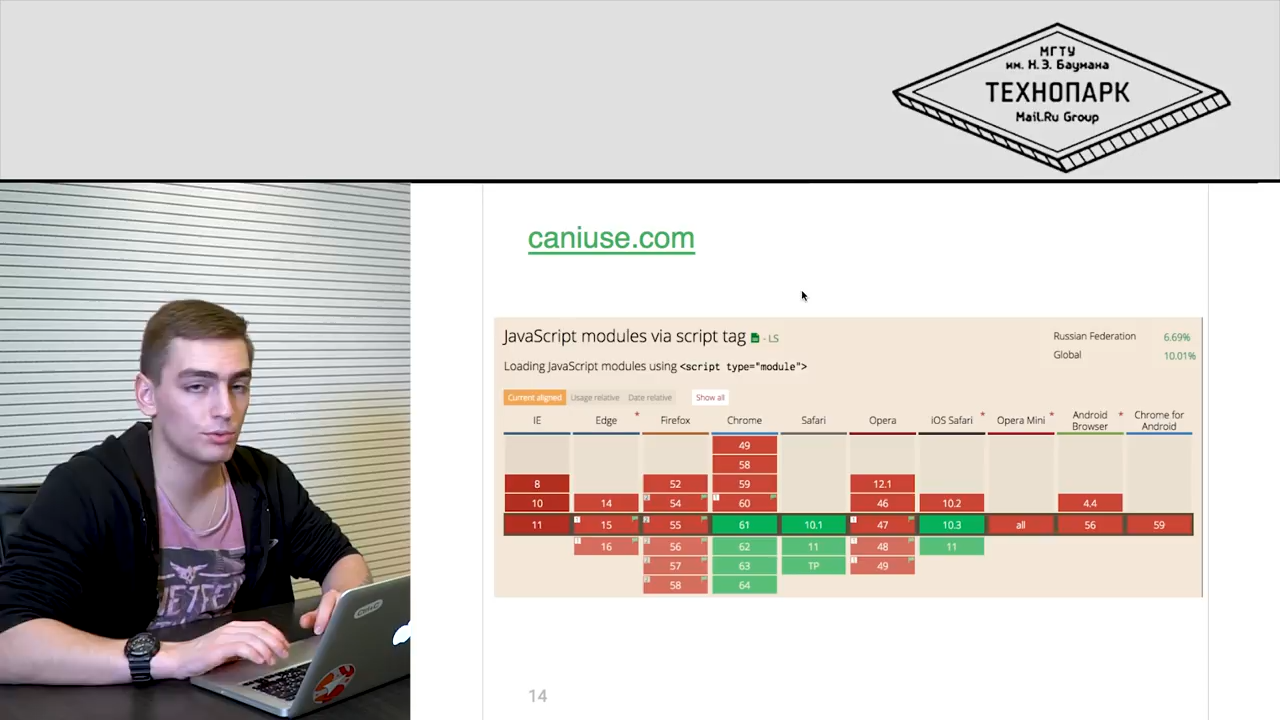 МГТУ
им. Н.Э. Баумана
ТЕХНОПАРК
Mail.Ru Group
caniuse.com
JavaScript modules via script tag - LS
Russian Federation 6.69%
Global 10.01%
Loading JavaScript modules using <script type="module">
Current aligned Usage relative Date relative Show all
IE Edge * Firefox Chrome Safari Opera iOS Safari * Opera Mini * Android Browser * Chrome for Android
49
58
8 52 59 12.1
10 14 54 60 46 10.2 4.4
11 15 55 61 10.1 47 10.3 all 56 59
16 56 62 11 48 11
57 63 TP 49
58 64
14